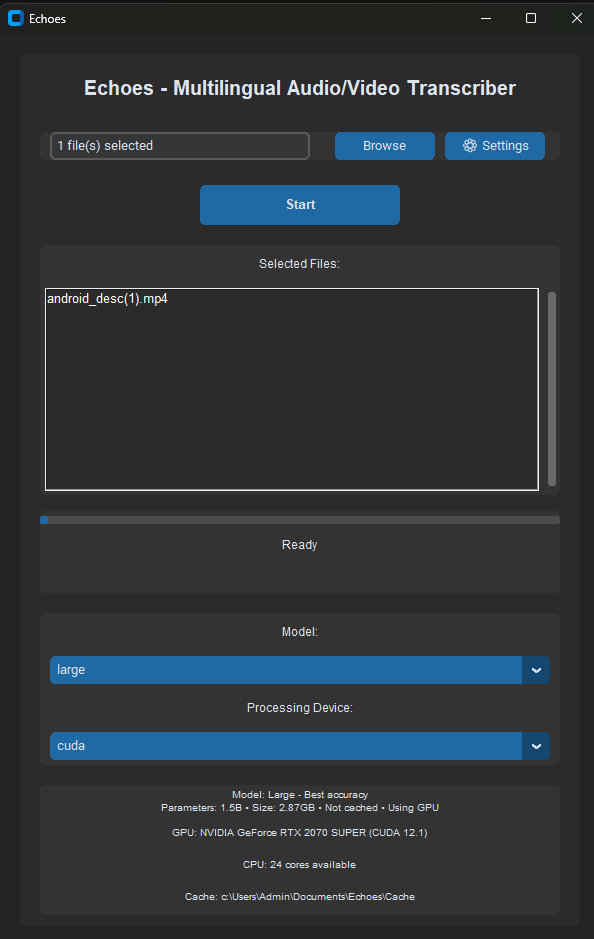 Echoes
Echoes - Multilingual Audio/Video Transcriber
1 file(s) selected
Browse
Settings
Start
Selected Files:
android_desc(1).mp4
Ready
Model:
large
Processing Device:
cuda
Model: Large - Best accuracy
Parameters: 1.5B • Size: 2.87GB • Not cached • Using GPU
GPU: NVIDIA GeForce RTX 2070 SUPER (CUDA 12.1)
CPU: 24 cores available
Cache: c:\Users\Admin\Documents\Echoes\Cache